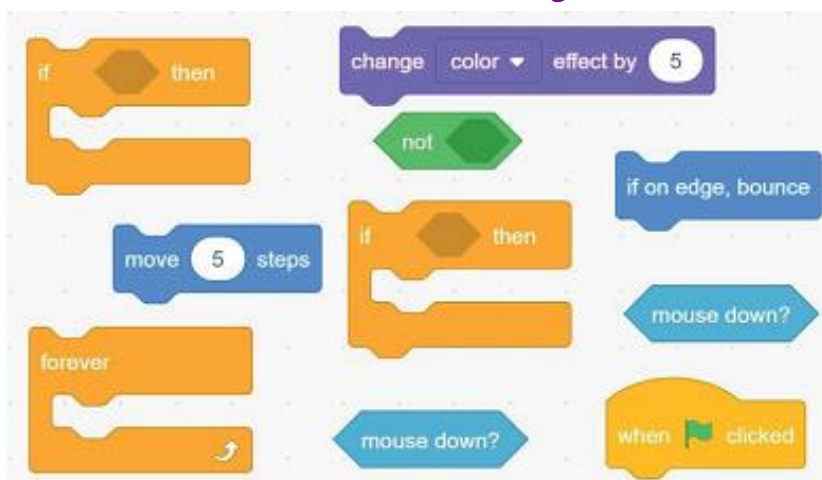 if then
change color effect by 5
not
if on edge, bounce
if then
move 5 steps
mouse down?
forever
mouse down?
when clicked